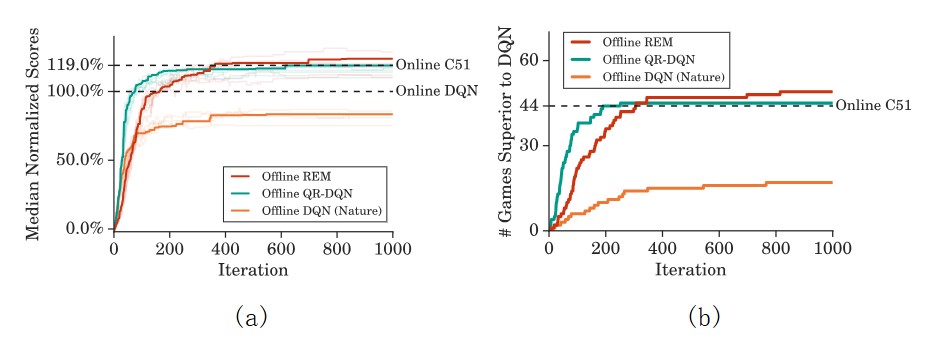 Median Normalized Scores
119.0%
100.0%
50.0%
0.0%
Online C51
Online DQN
Offline REM
Offline QR-DQN
Offline DQN (Nature)
0 200 400 600 800 1000
Iteration
(a)
# Games Superior to DQN
60
44
30
0
Offline REM
Offline QR-DQN
Offline DQN (Nature)
Online C51
0 200 400 600 800 1000
Iteration
(b)